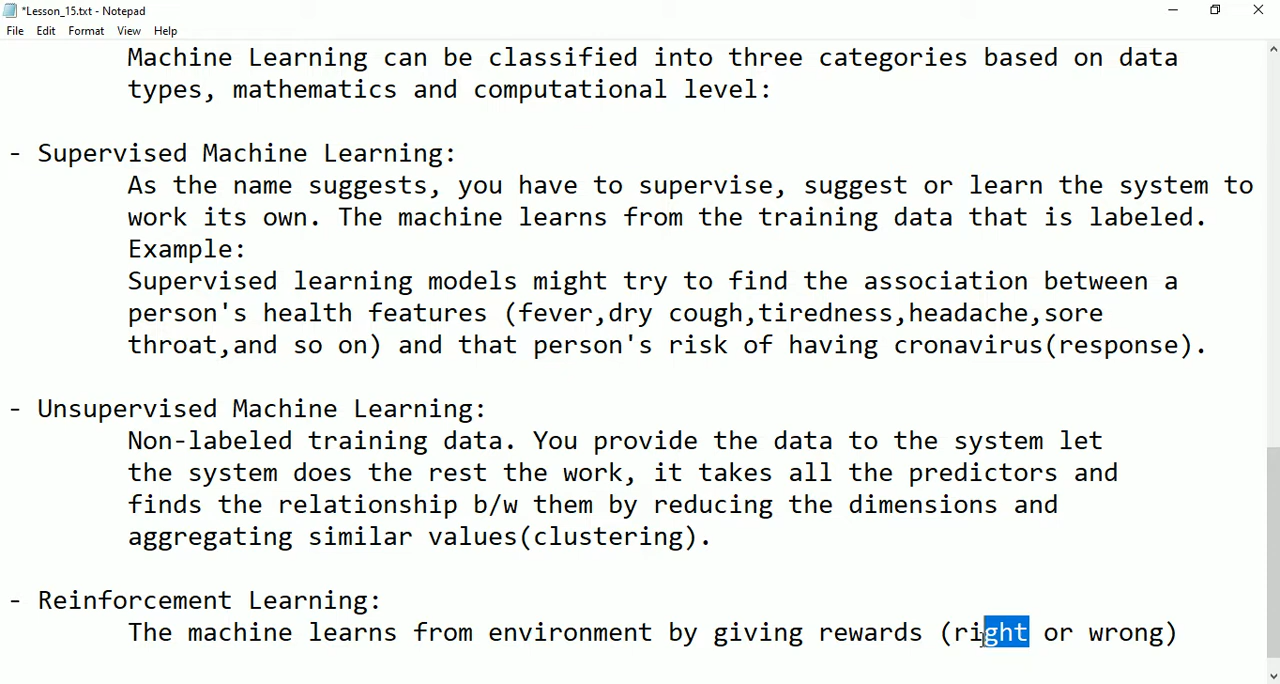 *Lesson_15.txt - Notepad
File Edit Format View Help
Machine Learning can be classified into three categories based on data
types, mathematics and computational level:
- Supervised Machine Learning:
As the name suggests, you have to supervise, suggest or learn the system to
work its own. The machine learns from the training data that is labeled.
Example:
Supervised learning models might try to find the association between a
person's health features (fever,dry cough,tiredness,headache,sore
throat,and so on) and that person's risk of having cronavirus(response).
- Unsupervised Machine Learning:
Non-labeled training data. You provide the data to the system let
the system does the rest the work, it takes all the predictors and
finds the relationship b/w them by reducing the dimensions and
aggregating similar values(clustering).
- Reinforcement Learning:
The machine learns from environment by giving rewards (right or wrong)